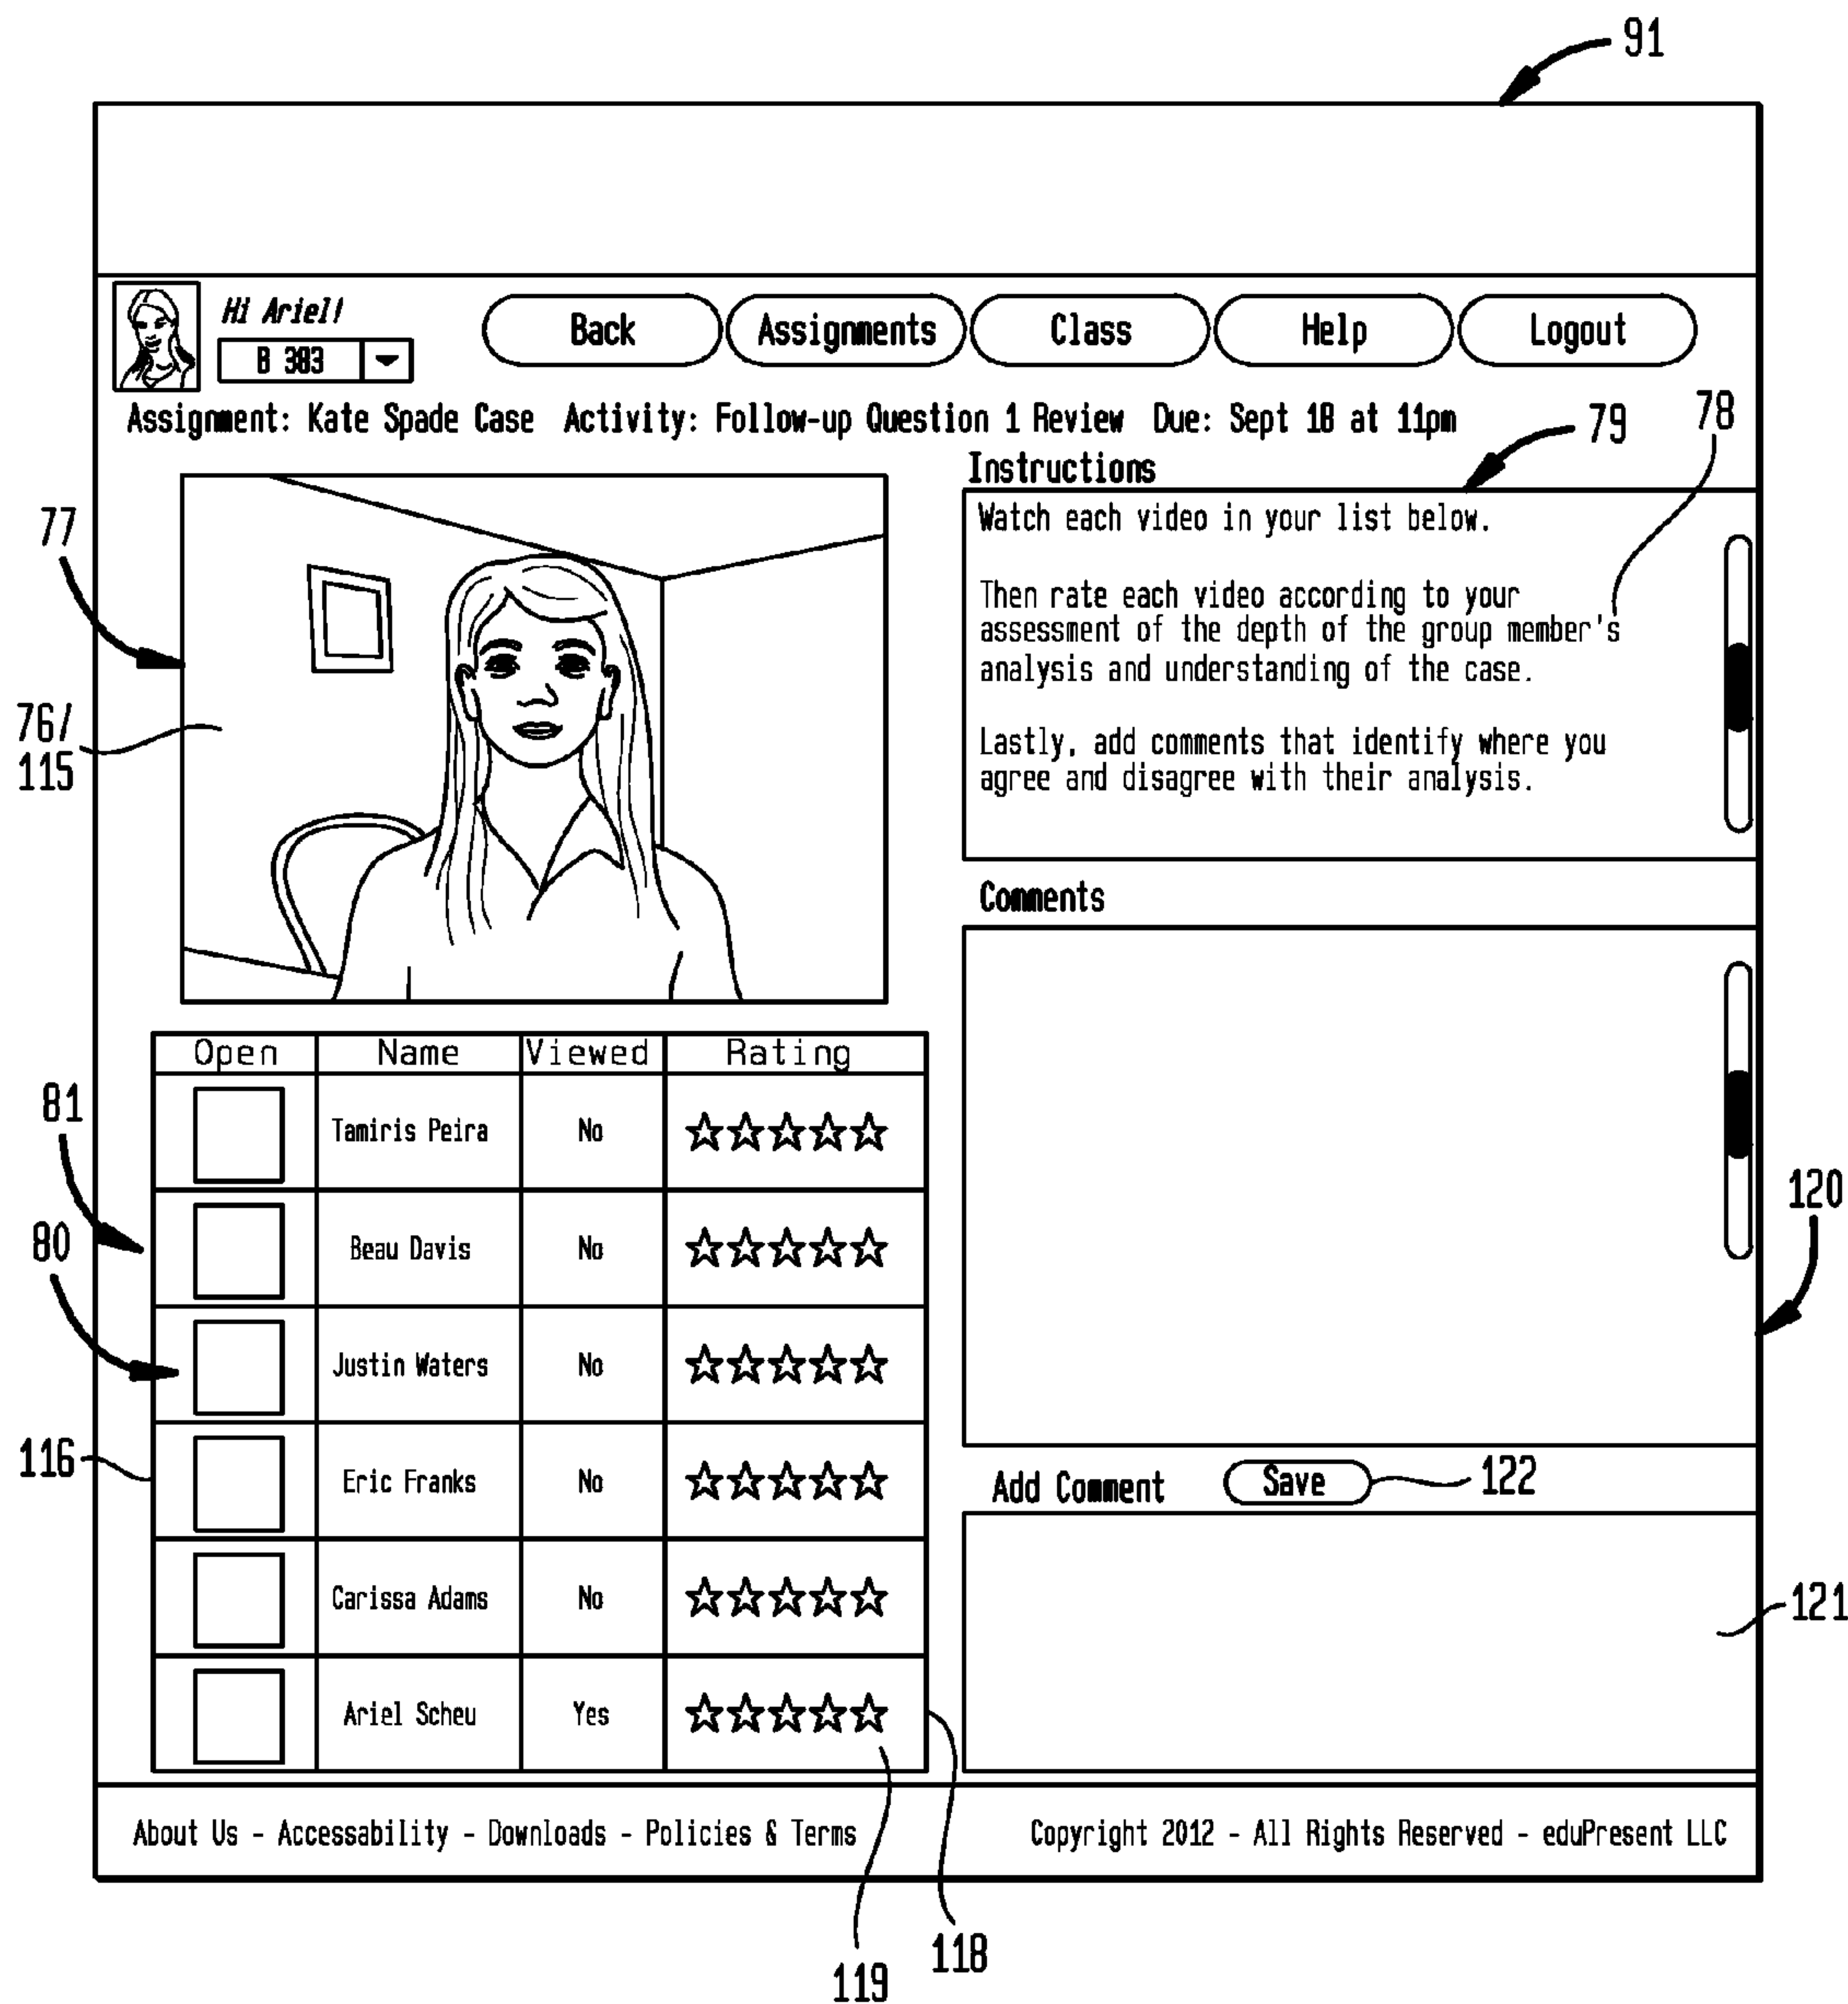 91
Hi Ariel!
B 383
Back
Assignments
Class
Help
Logout
Assignment: Kate Spade Case Activity: Follow-up Question 1 Review Due: Sept 18 at 11pm
79
78
Instructions
Watch each video in your list below.
Then rate each video according to your
assessment of the depth of the group member's
analysis and understanding of the case.
Lastly, add comments that identify where you
agree and disagree with their analysis.
77
76/
115
Comments
Open Name Viewed Rating
Tamiris Peira No
Beau Davis No
Justin Waters No
Eric Franks No
Carissa Adams No
Ariel Scheu Yes
81
80
116
120
Add Comment
Save
122
121
About Us - Accessability - Downloads - Policies & Terms
Copyright 2012 - All Rights Reserved - eduPresent LLC
118
119